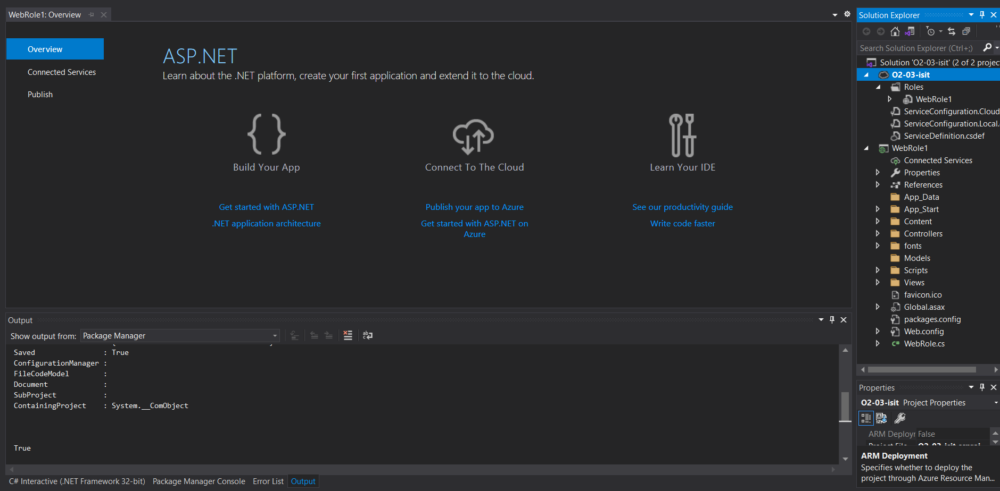 WebRole1: Overview
Overview
Connected Services
Publish
ASP.NET
Learn about the .NET platform, create your first application and extend it to the cloud.
Build Your App
Connect To The Cloud
Learn Your IDE
Get started with ASP.NET
.NET application architecture
Publish your app to Azure
Get started with ASP.NET on
Azure
See our productivity guide
Write code faster
Output
Show output from: Package Manager
Saved : True
ConfigurationManager :
FileCodeModel :
Document :
SubProject :
ContainingProject : System.__ComObject
True
C# Interactive (.NET Framework 32-bit) Package Manager Console Error List Output
Solution Explorer
Search Solution Explorer (Ctrl+;)
Solution 'O2-03-isit' (2 of 2 projec
O2-03-isit
Roles
WebRole1
ServiceConfiguration.Cloud
ServiceConfiguration.Local.
ServiceDefinition.csdef
WebRole1
Connected Services
Properties
References
App_Data
App_Start
Content
Controllers
fonts
Models
Scripts
Views
favicon.ico
Global.asax
packages.config
Web.config
C# WebRole.cs
Properties
O2-03-isit Project Properties
ARM Deployr False
ARM Deployment
Specifies whether to deploy the
project through Azure Resource Man...